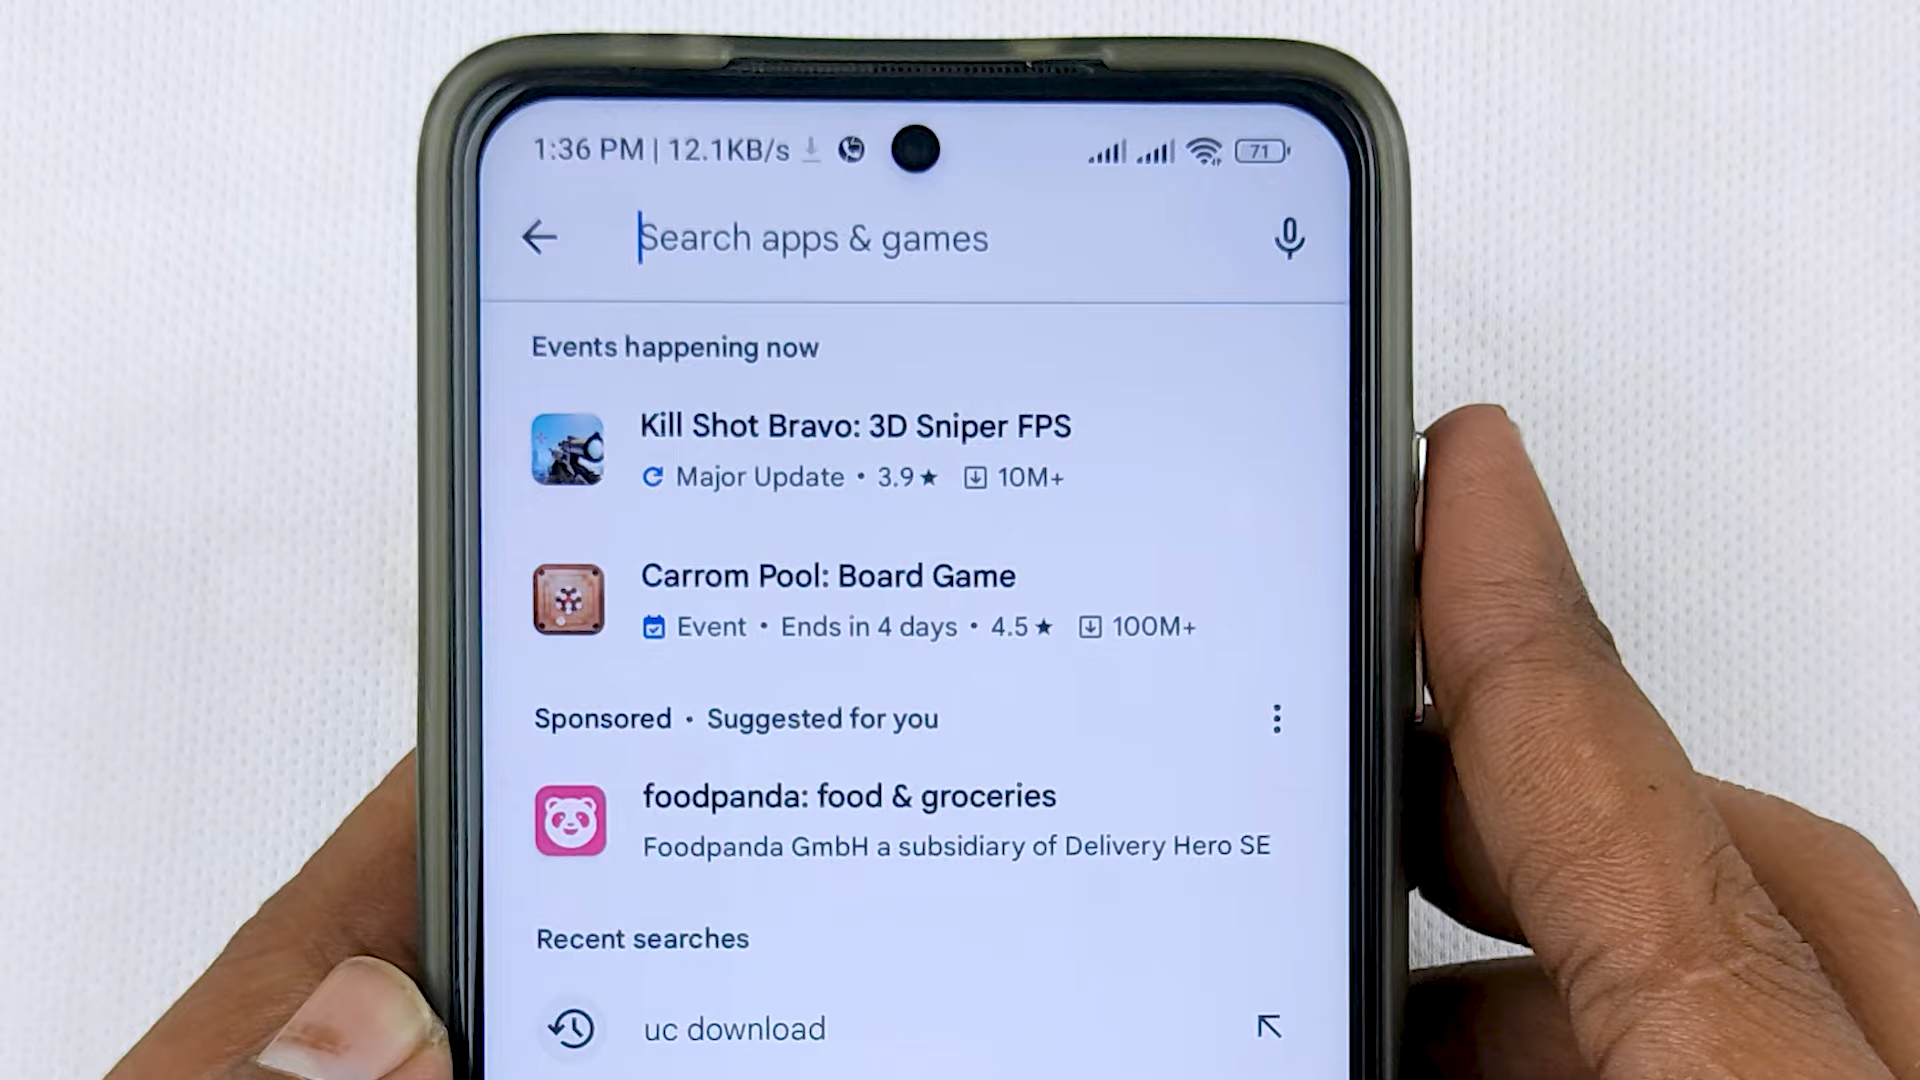 1:36 PM | 12.1KB/s 71
Search apps & games
Events happening now
Kill Shot Bravo: 3D Sniper FPS
Major Update • 3.9★ 10M+
Carrom Pool: Board Game
Event • Ends in 4 days • 4.5★ 100M+
Sponsored • Suggested for you
foodpanda: food & groceries
Foodpanda GmbH a subsidiary of Delivery Hero SE
Recent searches
uc download